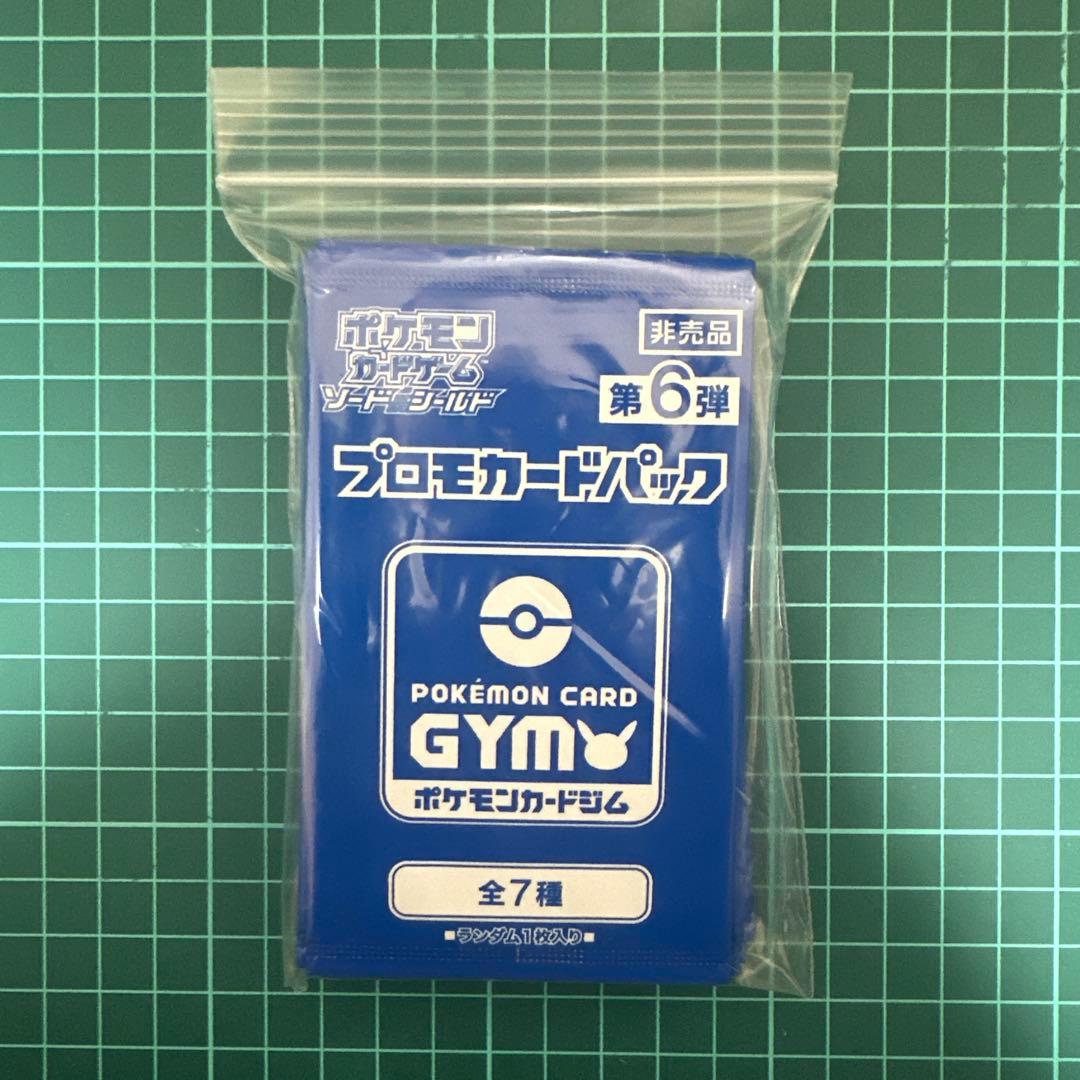 ポケモン
カードゲーム
ソード&シールド
非売品
第6弾
プロモカードパック
POKÉMON CARD
GYM
ポケモンカードジム
全7種
■ランダム1枚入り■